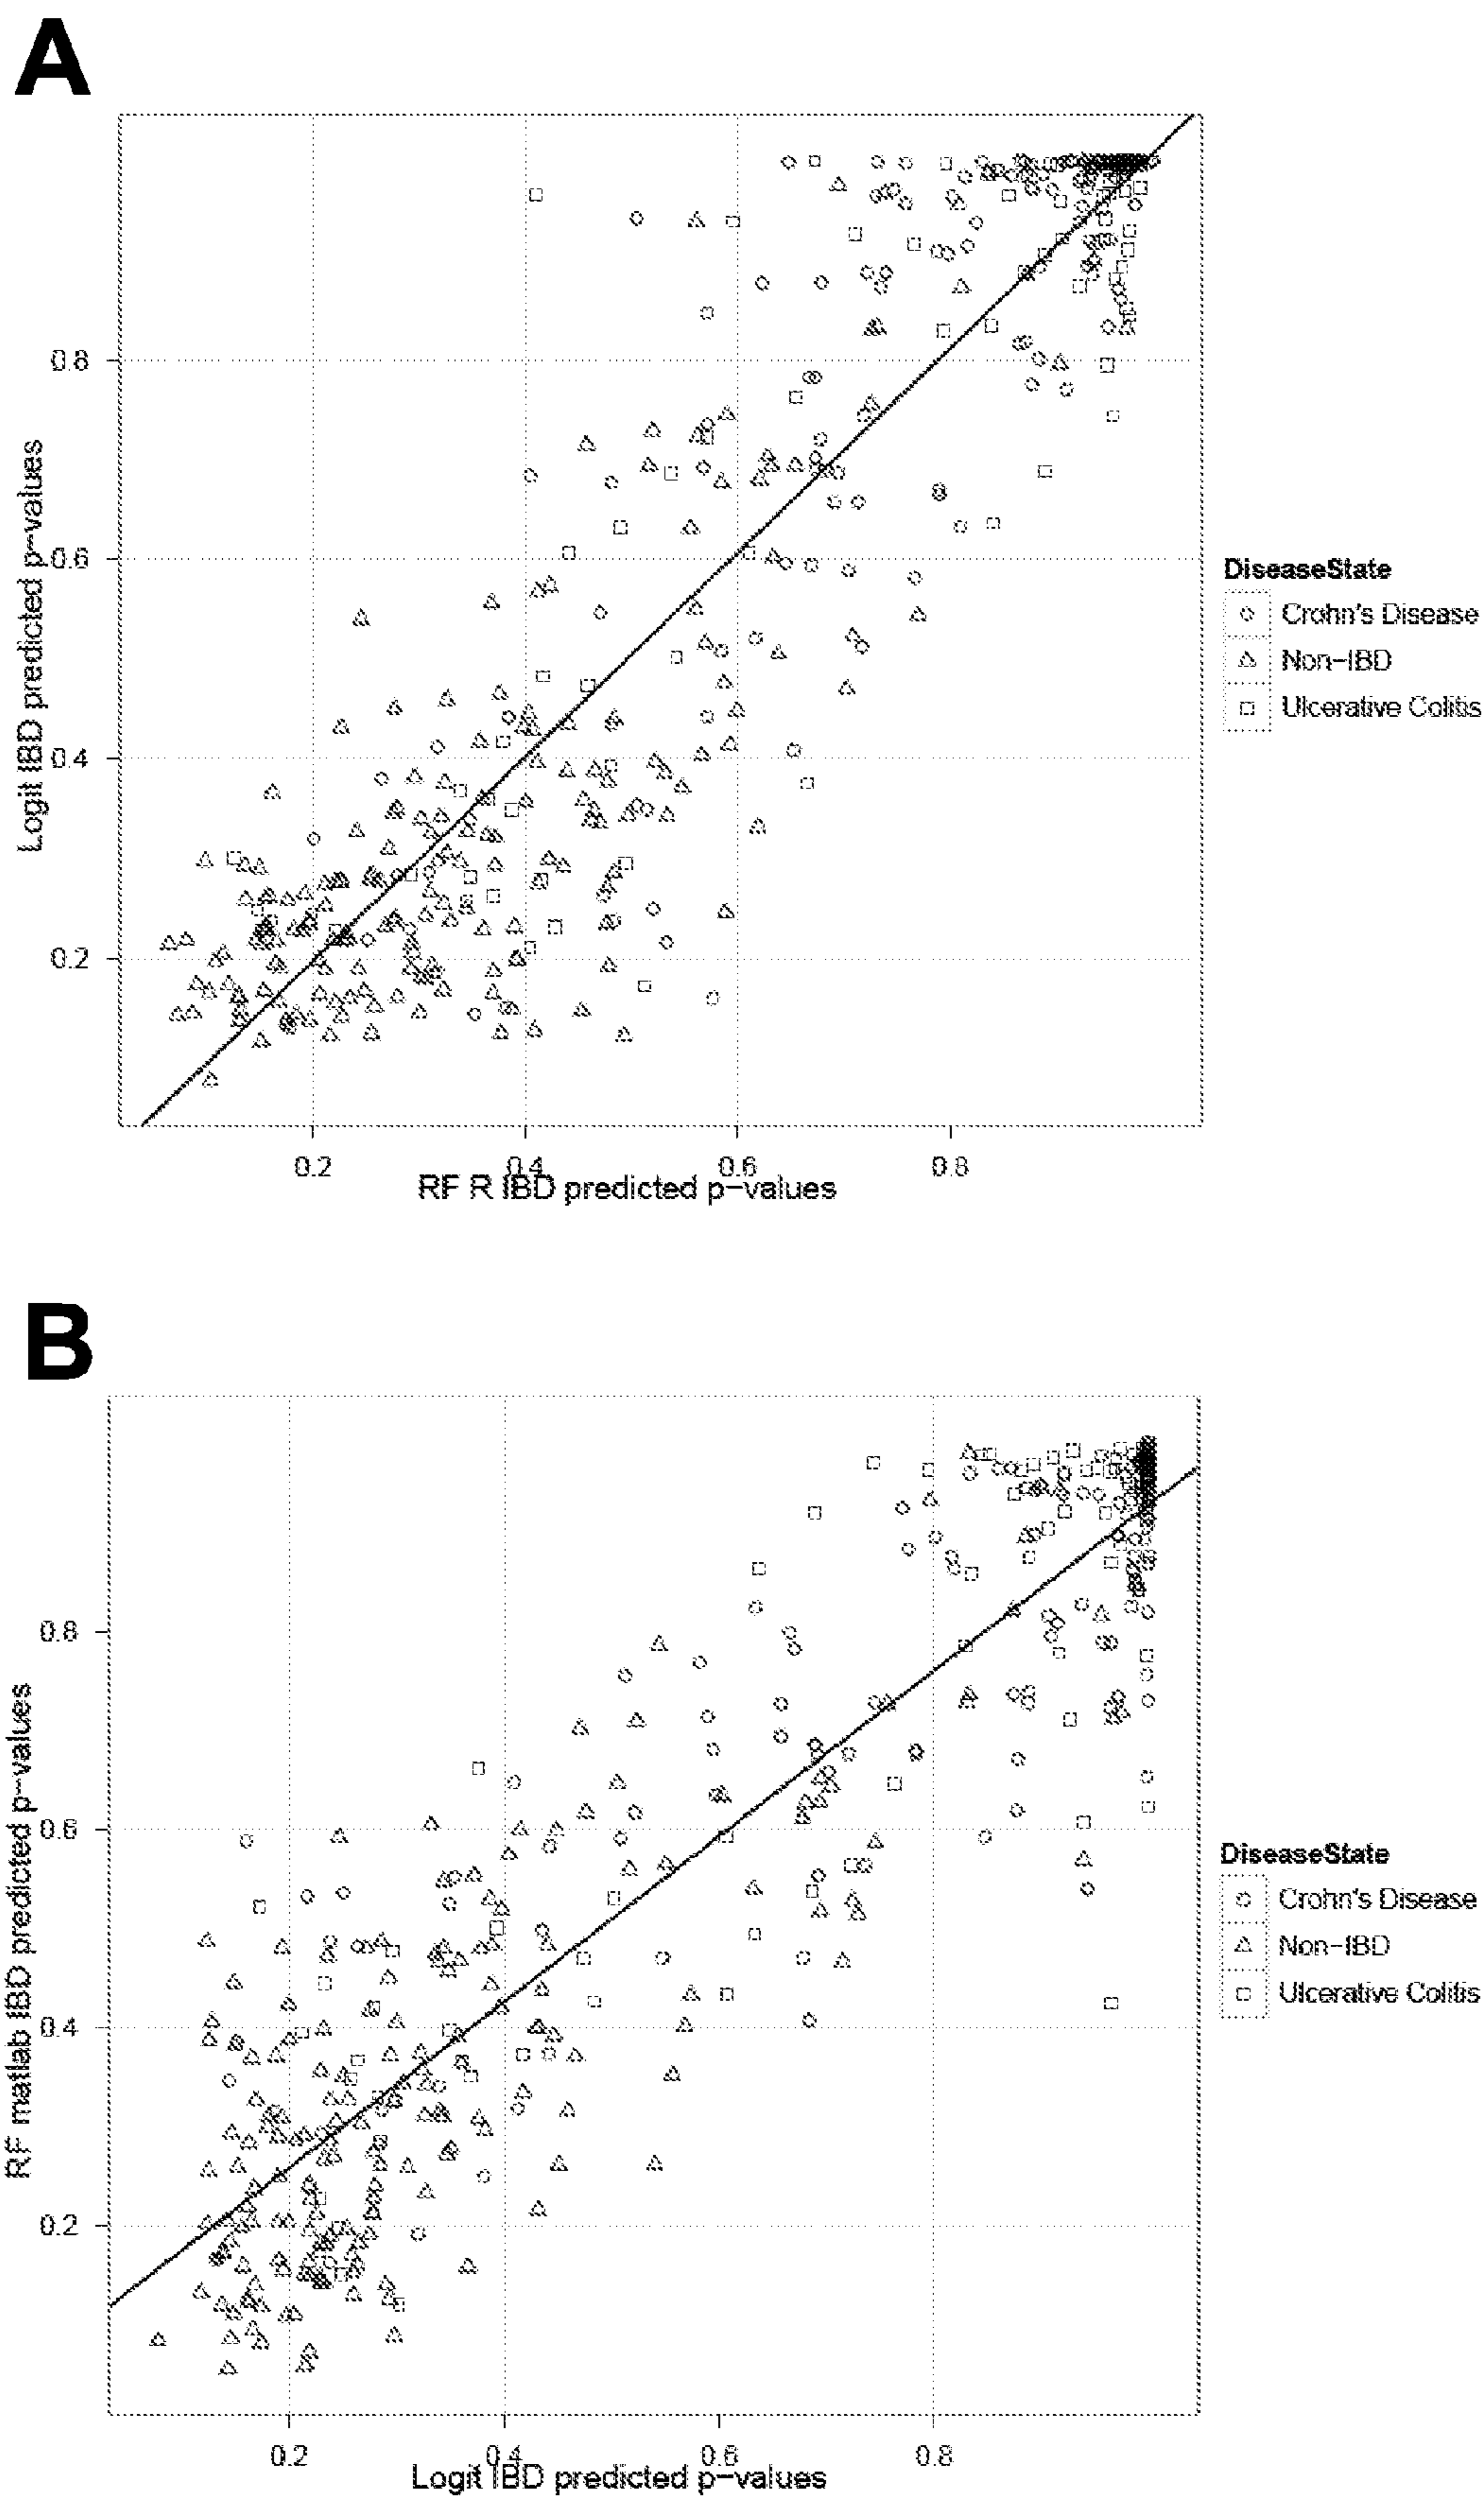 A
Logit IBD predicted p-values
0.8
0.6
0.4
0.2
0.2 0.4 0.6 0.8
RF R IBD predicted p-values
DiseaseState
Crohn's Disease
Non-IBD
Ulcerative Colitis
B
RF matlab IBD predicted p-values
0.8
0.6
0.4
0.2
0.2 0.4 0.6 0.8
Logit IBD predicted p-values
DiseaseState
Crohn's Disease
Non-IBD
Ulcerative Colitis